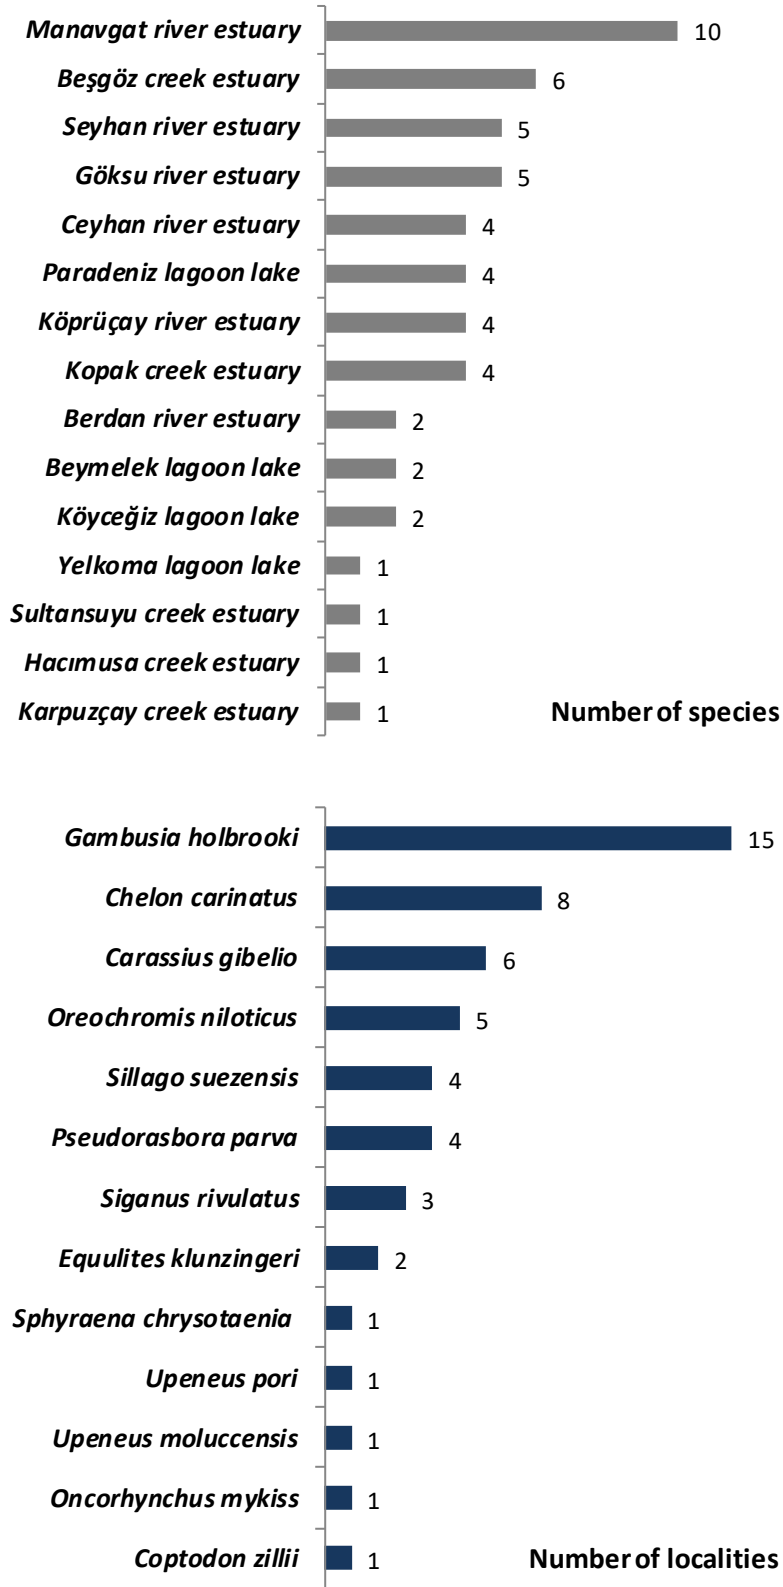 Manavgat river estuary 10
Beşgöz creek estuary 6
Seyhan river estuary 5
Göksu river estuary 5
Ceyhan river estuary 4
Paradeniz lagoon lake 4
Köprüçay river estuary 4
Kopak creek estuary 4
Berdan river estuary 2
Beymelek lagoon lake 2
Köyceğiz lagoon lake 2
Yelkoma lagoon lake 1
Sultansuyu creek estuary 1
Hacımusa creek estuary 1
Karpuzçay creek estuary 1 Number of species
Gambusia holbrooki 15
Chelon carinatus 8
Carassius gibelio 6
Oreochromis niloticus 5
Sillago suezensis 4
Pseudorasbora parva 4
Siganus rivulatus 3
Equulites klunzingeri 2
Sphyraena chrysotaenia 1
Upeneus pori 1
Upeneus moluccensis 1
Oncorhynchus mykiss 1
Coptodon zillii 1 Number of localities